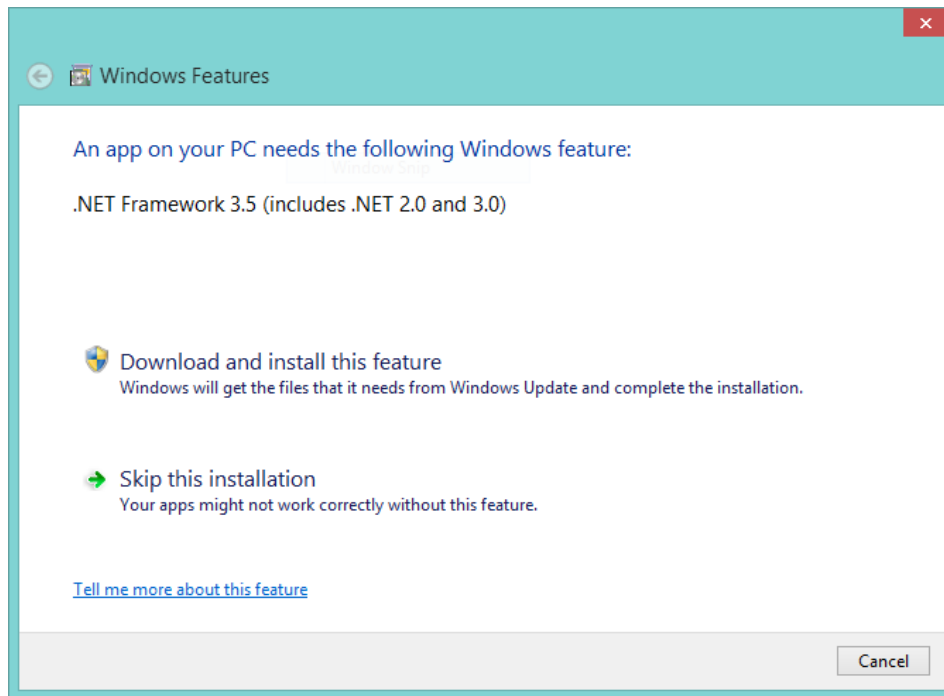 Windows Features
An app on your PC needs the following Windows feature:
Window Snip
.NET Framework 3.5 (includes .NET 2.0 and 3.0)
Download and install this feature
Windows will get the files that it needs from Windows Update and complete the installation.
Skip this installation
Your apps might not work correctly without this feature.
Tell me more about this feature
Cancel